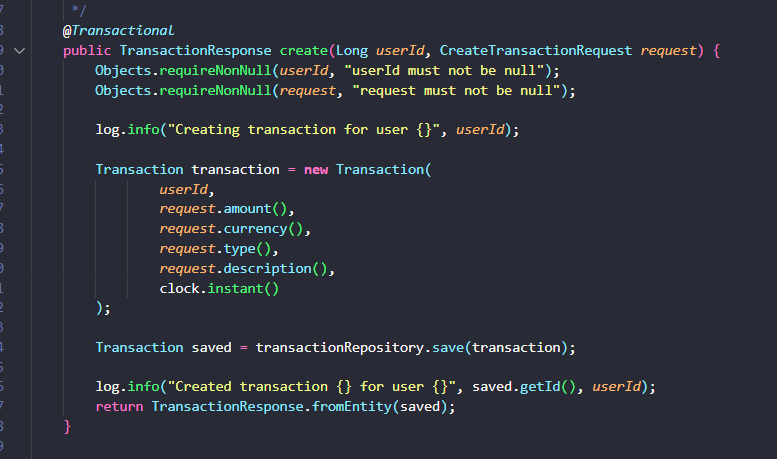 */
@Transactional
public TransactionResponse create(Long userId, CreateTransactionRequest request) {
Objects.requireNonNull(userId, "userId must not be null");
Objects.requireNonNull(request, "request must not be null");
log.info("Creating transaction for user {}", userId);
Transaction transaction = new Transaction(
userId,
request.amount(),
request.currency(),
request.type(),
request.description(),
clock.instant()
);
Transaction saved = transactionRepository.save(transaction);
log.info("Created transaction {} for user {}", saved.getId(), userId);
return TransactionResponse.fromEntity(saved);
}